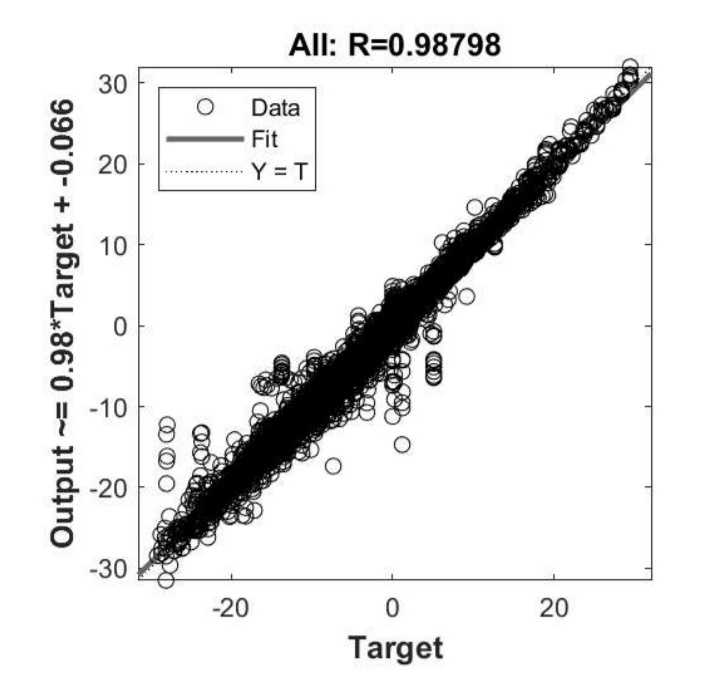 All: R=0.98798
Data
Fit
Y = T
Output ~= 0.98*Target + -0.066
30
20
10
0
-10
-20
-30
-20
0
20
Target